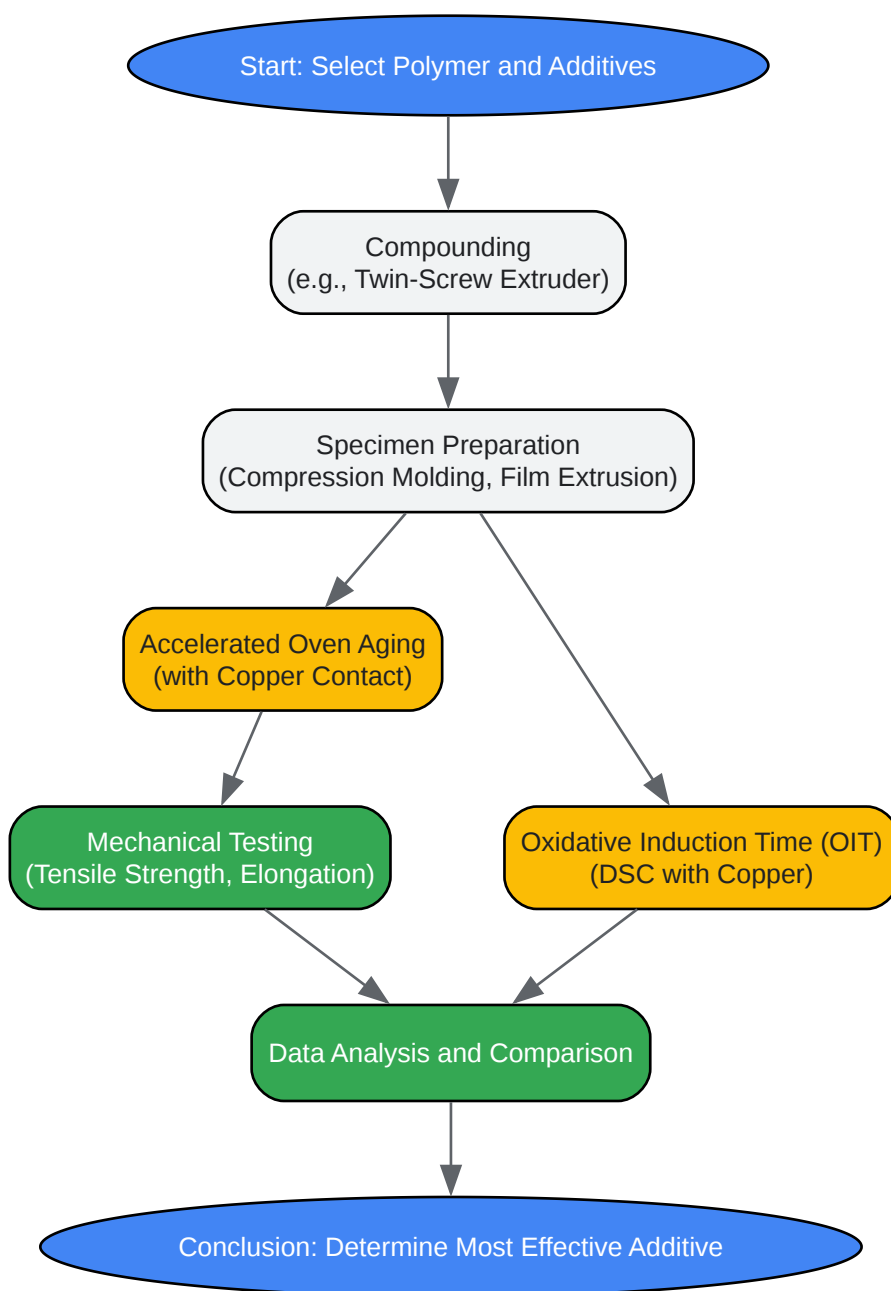 Start: Select Polymer and Additives
Compounding
(e.g., Twin-Screw Extruder)
Specimen Preparation
(Compression Molding, Film Extrusion)
Accelerated Oven Aging
(with Copper Contact)
Mechanical Testing
(Tensile Strength, Elongation)
Oxidative Induction Time (OIT)
(DSC with Copper)
Data Analysis and Comparison
Conclusion: Determine Most Effective Additive